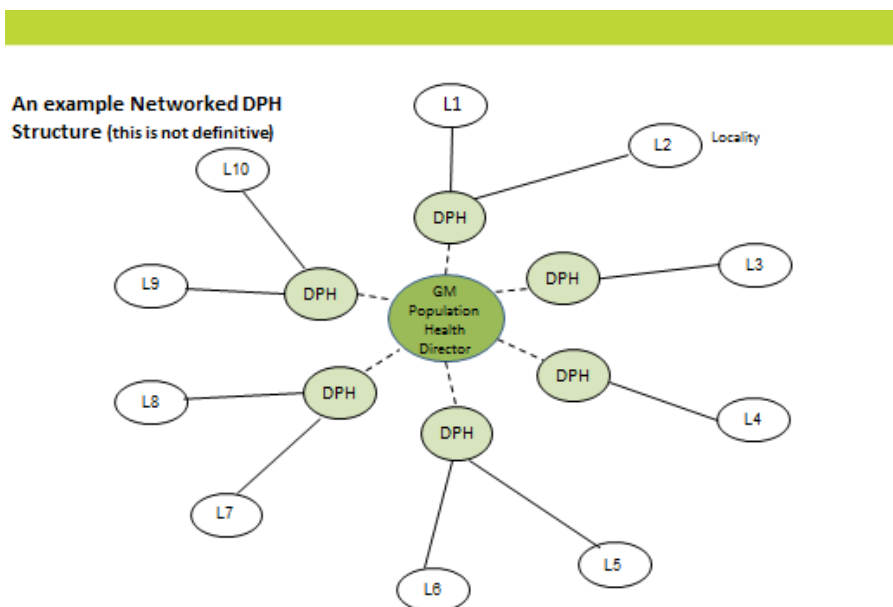 An example Networked DPH
Structure (this is not definitive)
L1
L2
Locality
L10
DPH
L3
L9
DPH
DPH
GM
Population
Health
Director
DPH
L8
DPH
L4
DPH
L7
L5
L6